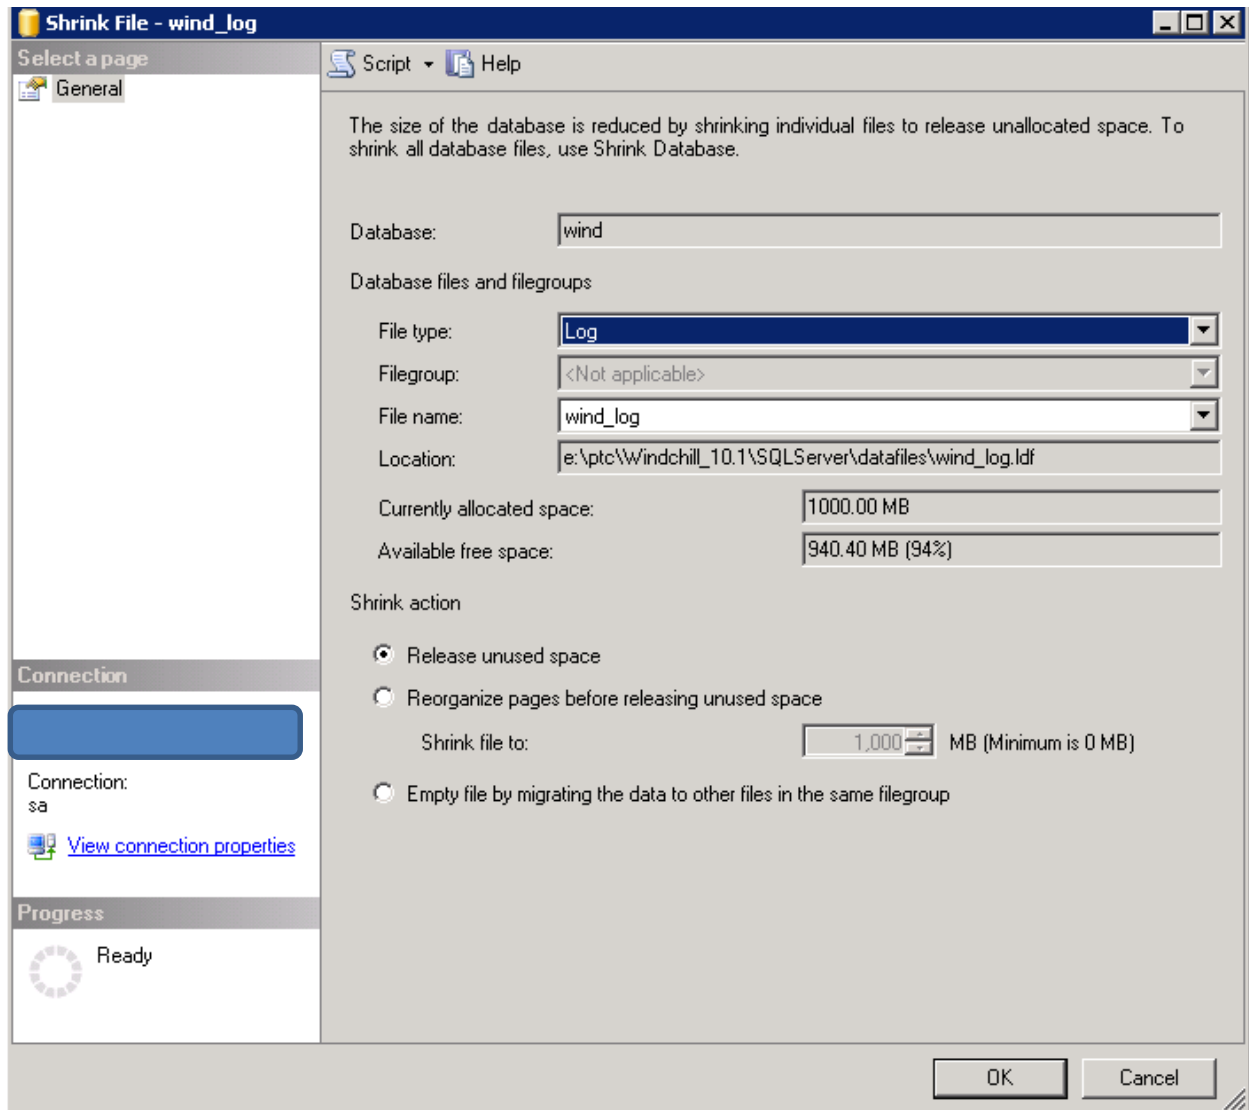 Shrink File - wind_log
Select a page
General
Script
Help
The size of the database is reduced by shrinking individual files to release unallocated space. To
shrink all database files, use Shrink Database.
Database:
wind
Database files and filegroups
File type:
Log
Filegroup:
<Not applicable>
File name:
wind_log
Location:
e:\ptc\Windchill_10.1\SQLServer\datafiles\wind_log.ldf
Currently allocated space:
1000.00 MB
Available free space:
940.40 MB (94%)
Shrink action
Release unused space
Reorganize pages before releasing unused space
Shrink file to:
1,000
MB (Minimum is 0 MB)
Empty file by migrating the data to other files in the same filegroup
Connection
Connection:
sa
View connection properties
Progress
Ready
OK
Cancel